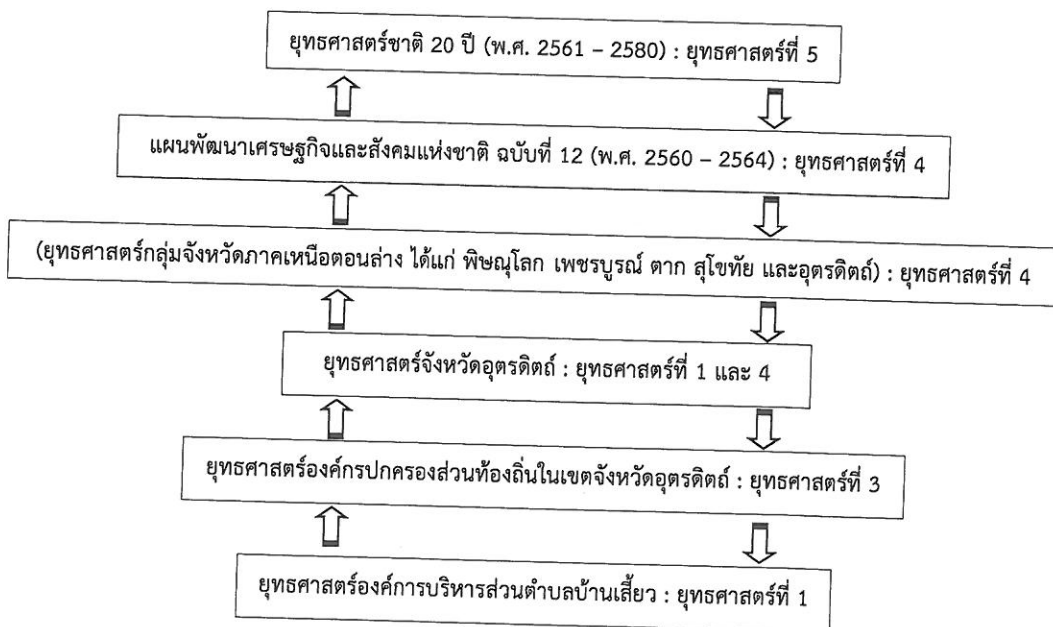 ยุทธศาสตร์ชาติ 20 ปี (พ.ศ. 2561 – 2580) : ยุทธศาสตร์ที่ 5
แผนพัฒนาเศรษฐกิจและสังคมแห่งชาติ ฉบับที่ 12 (พ.ศ. 2560 – 2564) : ยุทธศาสตร์ที่ 4
(ยุทธศาสตร์กลุ่มจังหวัดภาคเหนือตอนล่าง ได้แก่ พิษณุโลก เพชรบูรณ์ ตาก สุโขทัย และอุตรดิตถ์) : ยุทธศาสตร์ที่ 4
ยุทธศาสตร์จังหวัดอุตรดิตถ์ : ยุทธศาสตร์ที่ 1 และ 4
ยุทธศาสตร์องค์กรปกครองส่วนท้องถิ่นในเขตจังหวัดอุตรดิตถ์ : ยุทธศาสตร์ที่ 3
ยุทธศาสตร์องค์การบริหารส่วนตำบลบ้านเสี้ยว : ยุทธศาสตร์ที่ 1